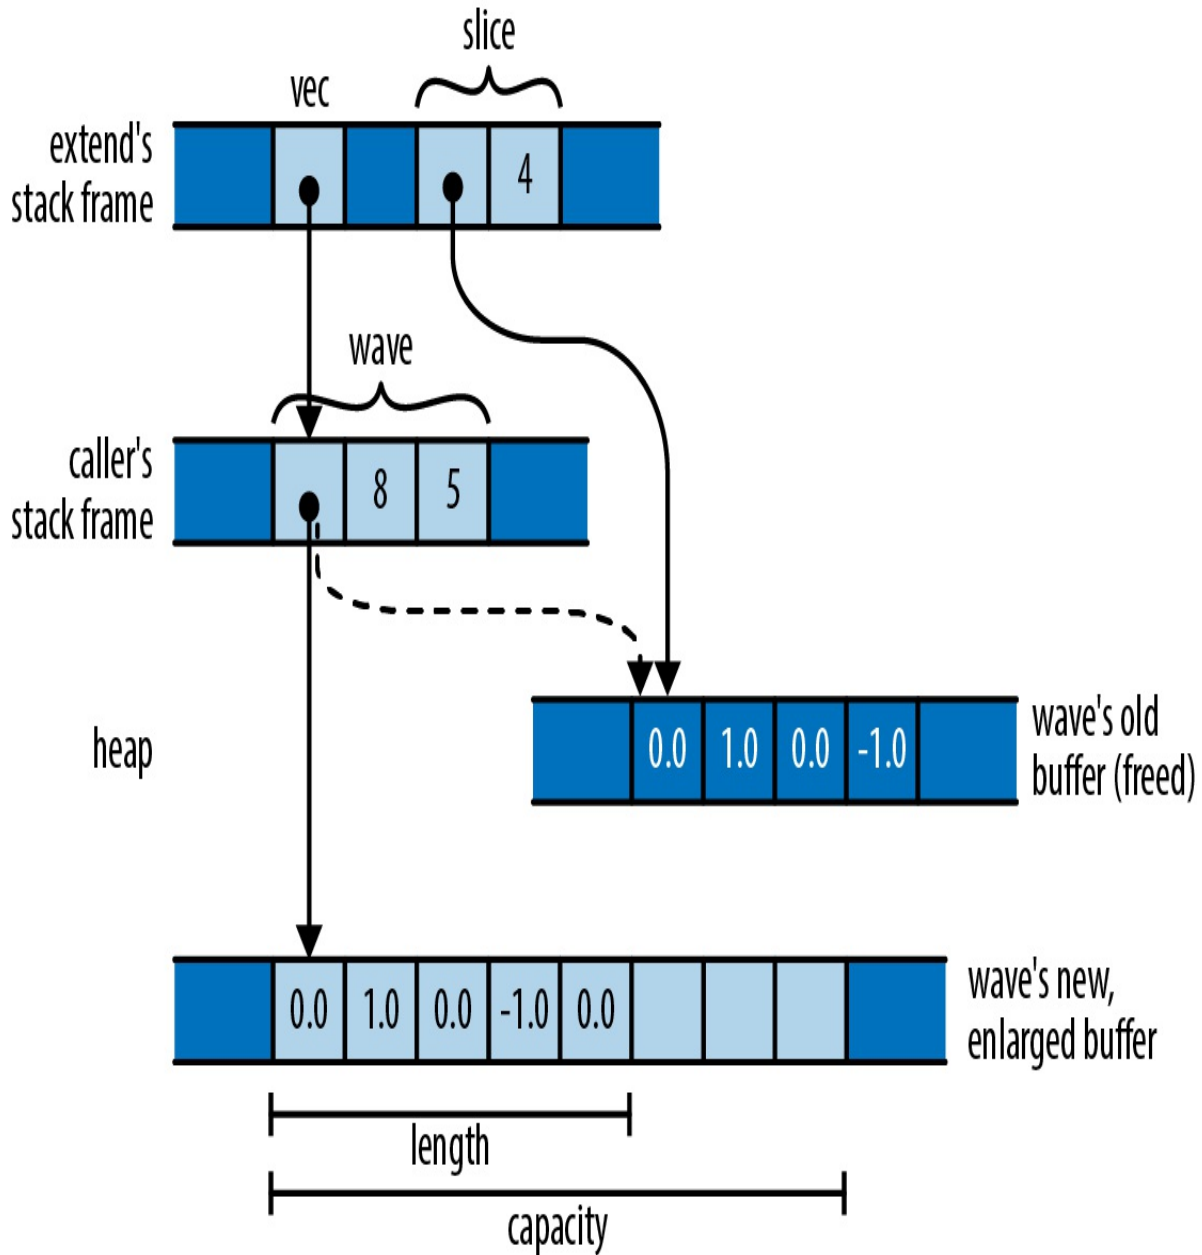 slice
vec
extend's
stack frame
4
wave
caller's
stack frame
8 5
heap
0.0 1.0 0.0 -1.0
wave's old
buffer (freed)
0.0 1.0 0.0 -1.0 0.0
wave's new,
enlarged buffer
length
capacity